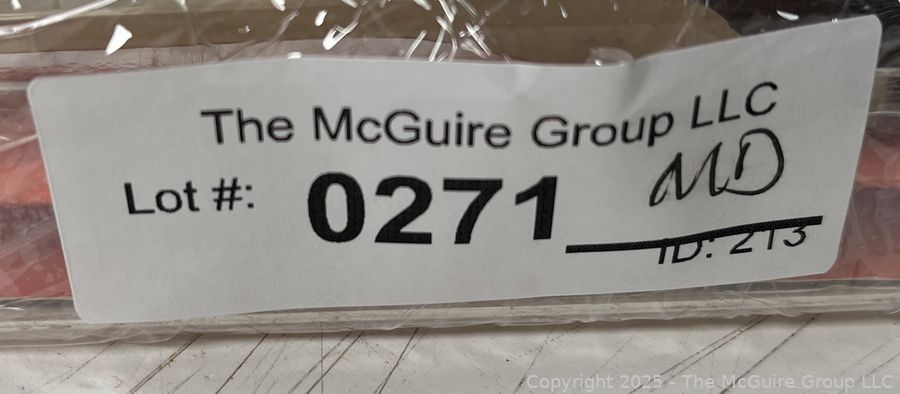 The McGuire Group LLC
Lot #: 0271 MD
ID: 213
Copyright 2025 - The McGuire Group LLC